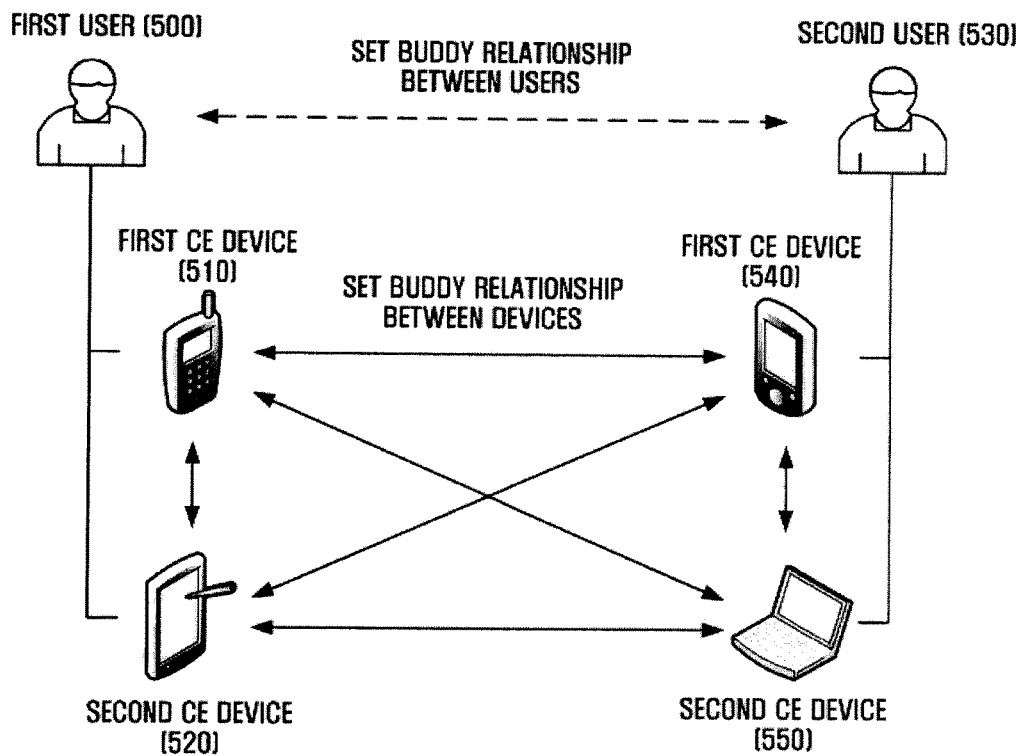 FIRST USER (500)
SECOND USER (530)
SET BUDDY RELATIONSHIP
BETWEEN USERS
FIRST CE DEVICE
(510)
FIRST CE DEVICE
(540)
SET BUDDY RELATIONSHIP
BETWEEN DEVICES
SECOND CE DEVICE
(520)
SECOND CE DEVICE
(550)